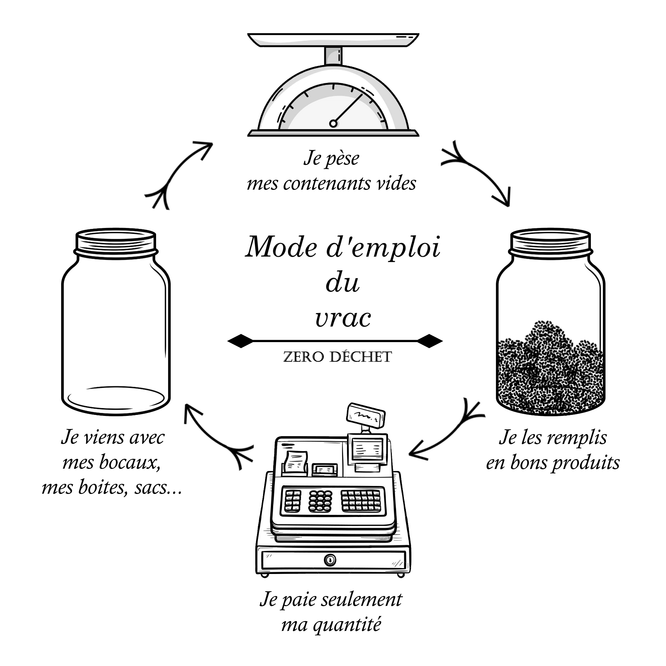 Je pèse
mes contenants vides
Mode d'emploi
du
vrac
ZERO DÉCHET
Je viens avec
mes bocaux,
mes boites, sacs...
Je les remplis
en bons produits
Je paie seulement
ma quantité